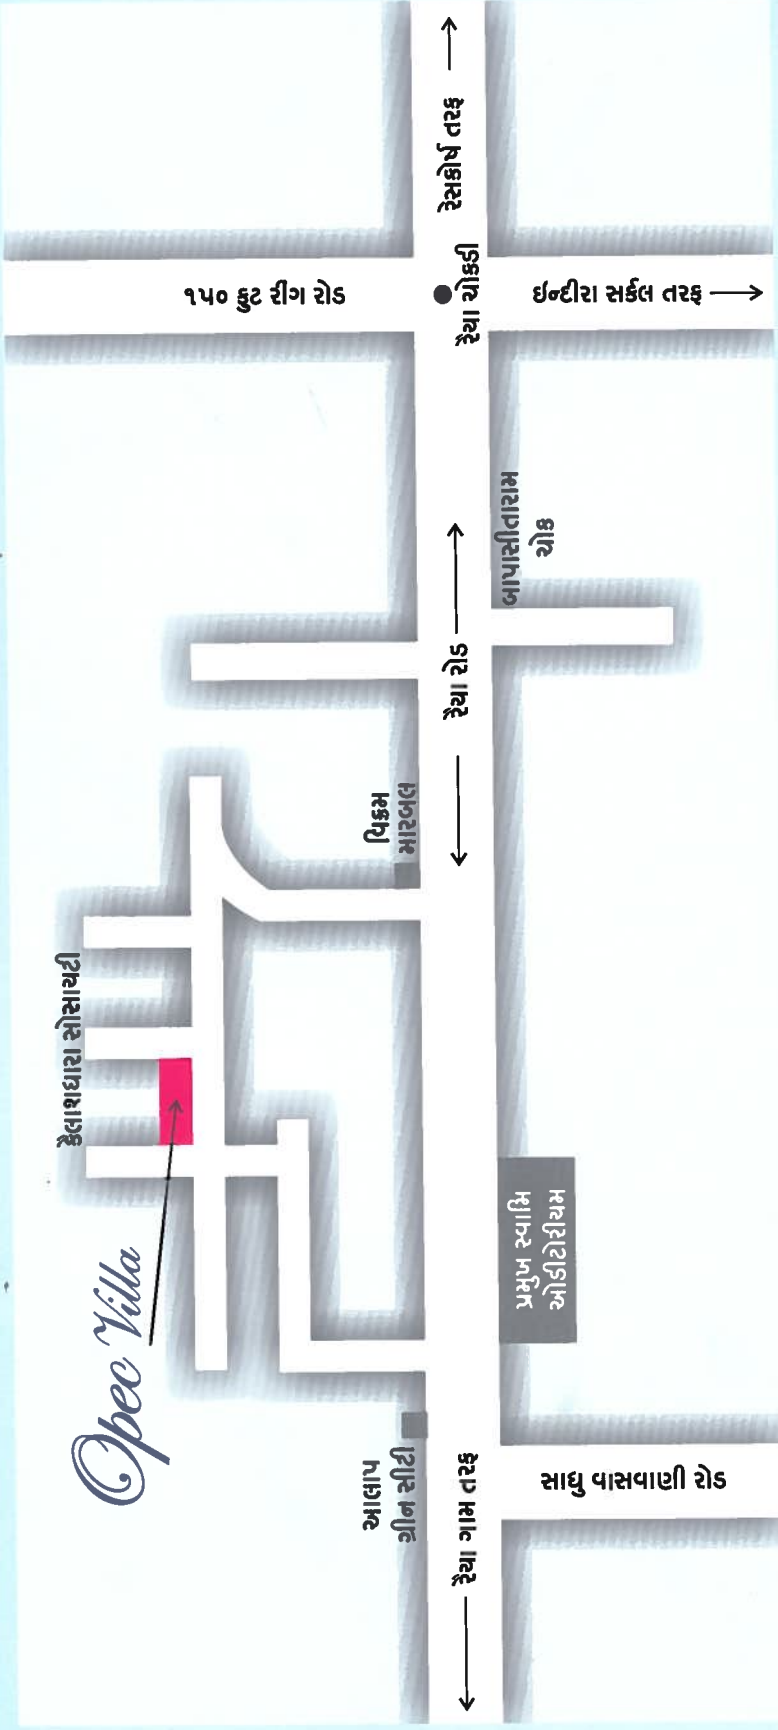 રેસકોર્ષ તરફ
૧૫૦ ફુટ રીંગ રોડ
રૈયા ચોકડી
ઇન્દીરા સર્કલ તરફ
બાપાસીતારામ
ચોક
રૈયા રોડ
વિક્રમ
મારબલ
કૈલાશધારા સોસાયટી
Opec Villa
પ્રમુખ સ્વામિ
ઓડીટોરીયમ
આલાપ
ગ્રીન સીટી
રૈયા ગામ તરફ
સાધુ વાસવાણી રોડ